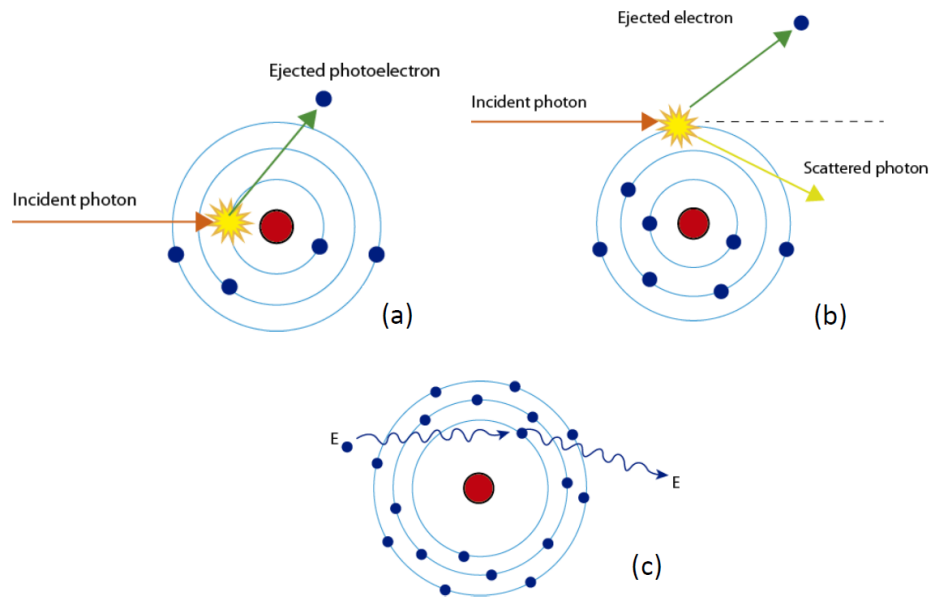 Ejected photoelectron
Incident photon
(a)
Ejected electron
Incident photon
Scattered photon
(b)
E
E
(c)